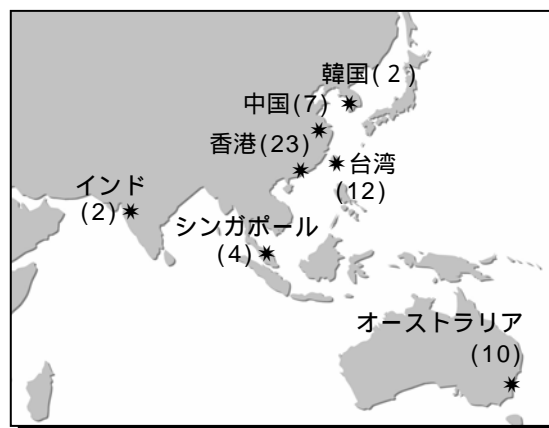 韓国(２)
中国(7)
香港(23)
台湾
(12)
インド
(2)
シンガポール
(4)
オーストラリア
(10)